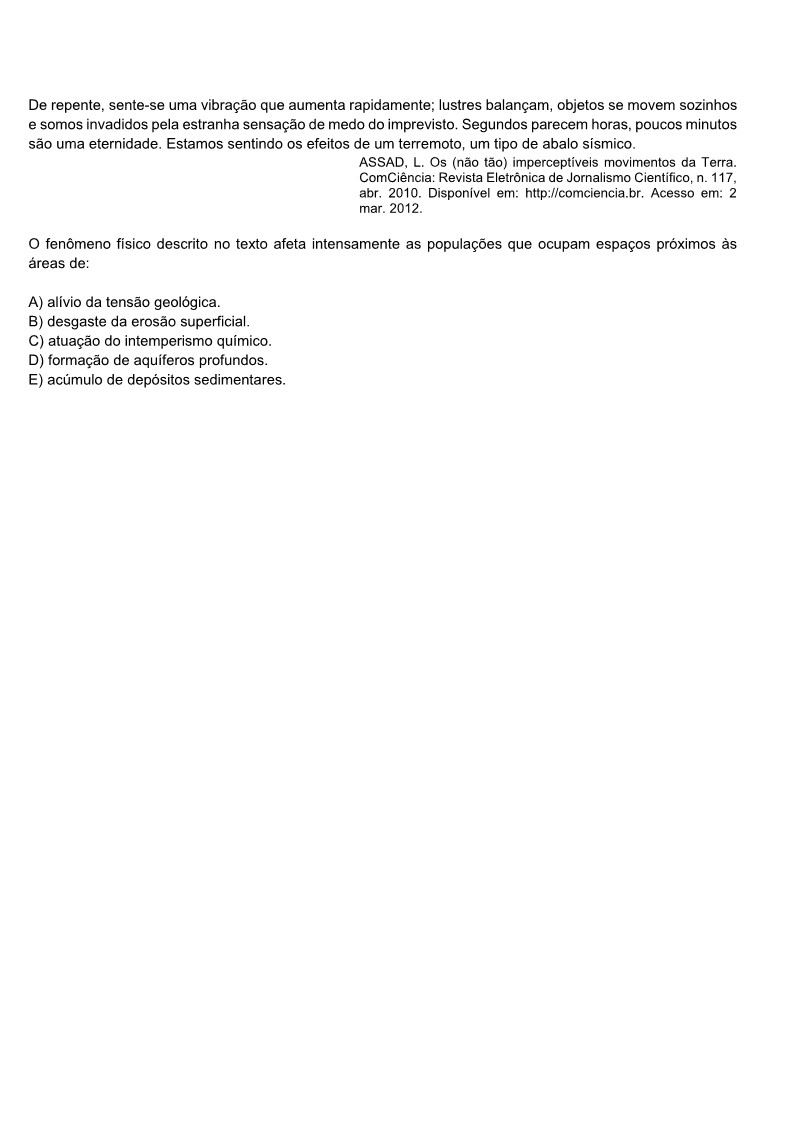 De repente, sente-se uma vibração que aumenta rapidamente; lustres balançam, objetos se movem sozinhos
e somos invadidos pela estranha sensação de medo do imprevisto. Segundos parecem horas, poucos minutos
são uma eternidade. Estamos sentindo os efeitos de um terremoto, um tipo de abalo sísmico.
ASSAD, L. Os (não tão) imperceptíveis movimentos da Terra.
ComCiência: Revista Eletrônica de Jornalismo Científico, n. 117,
abr. 2010. Disponível em: http://comciencia.br. Acesso em: 2
mar. 2012.
O fenômeno físico descrito no texto afeta intensamente as populações que ocupam espaços próximos às
áreas de:
A) alívio da tensão geológica.
B) desgaste da erosão superficial.
C) atuação do intemperismo químico.
D) formação de aquíferos profundos.
E) acúmulo de depósitos sedimentares.